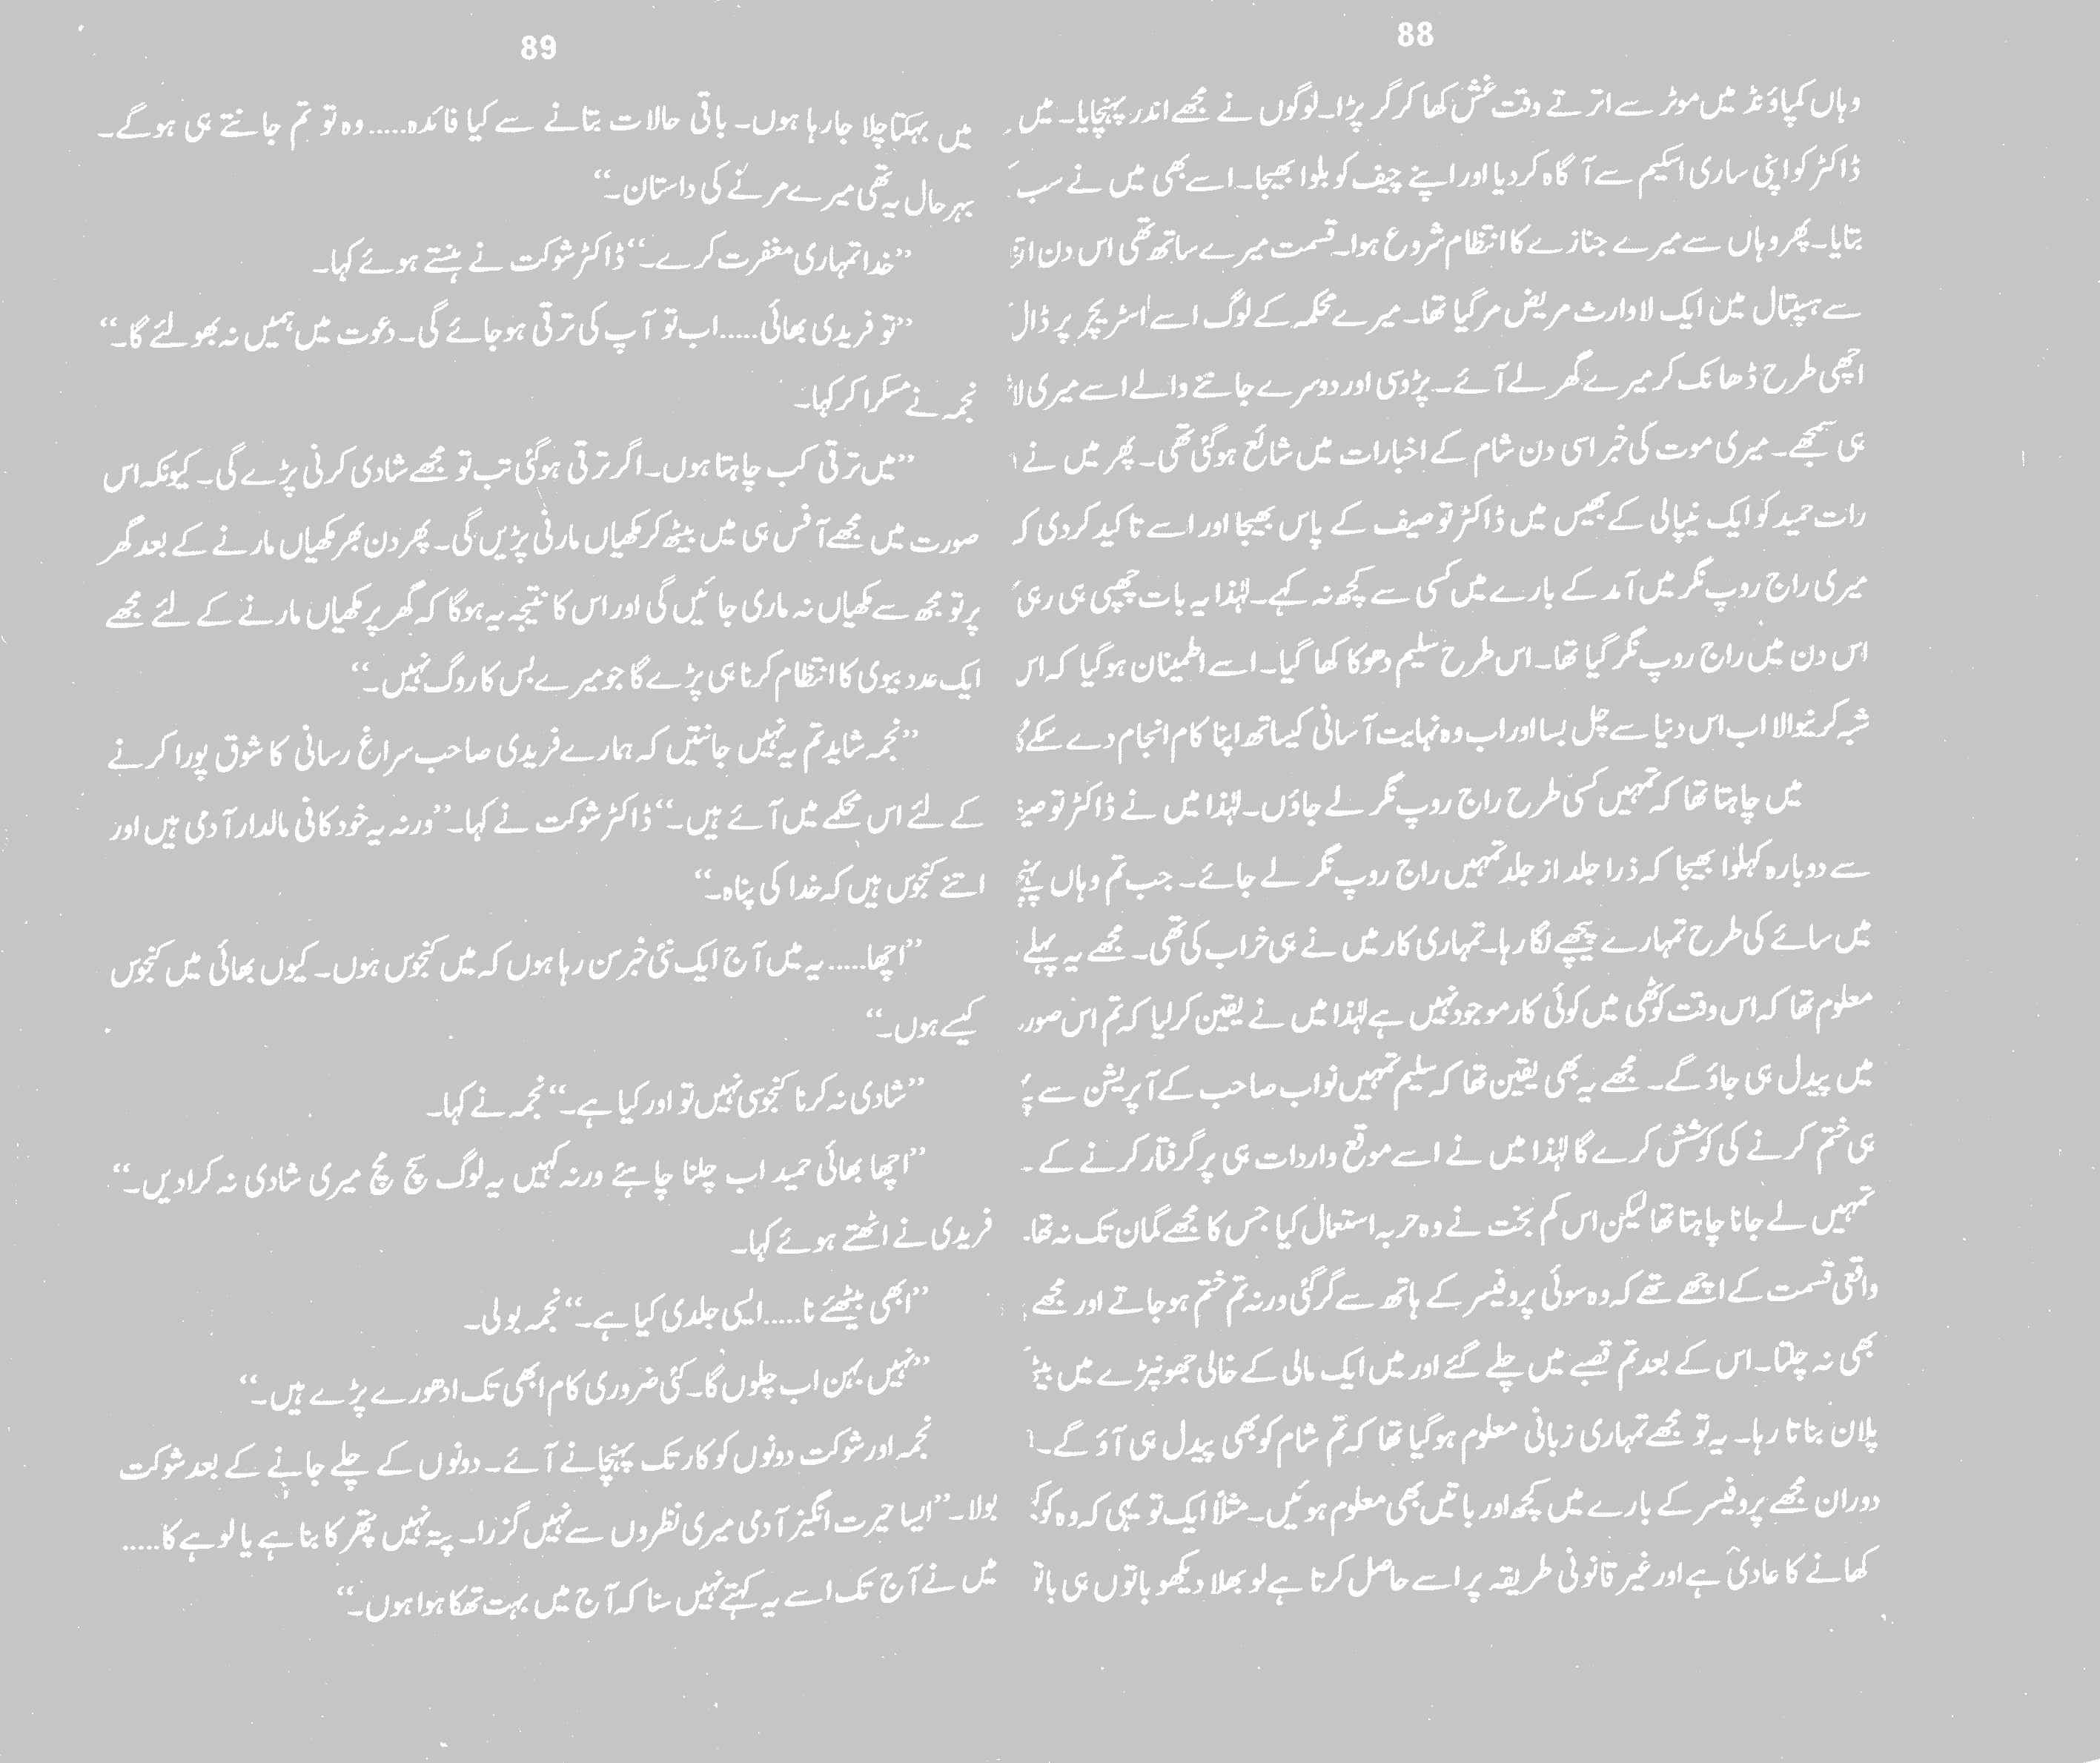 88
وہاں کمپاؤنڈ میں موٹر سے اترتے وقت غش کھا کر گر پڑا۔ لوگوں نے مجھے اندر پہنچایا۔ میں
ڈاکٹر کو اپنی ساری اسکیم سے آگاہ کردیا اور اپنے چیف کو بلوا بھیجا۔ اسے بھی میں نے سب
بتایا۔ پھر وہاں سے میرے جنازے کا انتظام شروع ہوا۔ قسمت میرے ساتھ تھی اس دن
سے ہسپتال میں ایک لاوارث مریض مر گیا تھا۔ میرے محکمہ کے لوگ اسے اسٹریچر پر ڈال
اچھی طرح ڈھانک کر میرے گھر لے آئے۔ پڑوسی اور دوسرے جاننے والے اسے میری
ہی سمجھے۔ میری موت کی خبر اسی دن شام کے اخبارات میں شائع ہوگئی تھی۔ پھر میں نے
رات حمید کو ایک نیپالی کے بھیس میں ڈاکٹر توصیف کے پاس بھیجا اور اسے تاکید کردی کہ
میری راج روپ نگر میں آمد کے بارے میں کسی سے کچھ نہ کہے۔ لہٰذا یہ بات چھپی ہی رہی
اس دن میں راج روپ نگر گیا تھا۔ اس طرح سلیم دھوکا کھا گیا۔ اسے اطمینان ہوگیا کہ اس
شبہ کرنیوالا اب اس دنیا سے چل بسا اور اب وہ نہایت آسانی کیساتھ اپنا کام انجام دے سکے
میں چاہتا تھا کہ تمہیں کسی طرح راج روپ نگر لے جاؤں۔ لہٰذا میں نے ڈاکٹر
سے دوبارہ کہلوا بھیجا کہ ذرا جلد از جلد تمہیں راج روپ نگر لے جائے۔ جب تم وہاں
میں سائے کی طرح تمہارے پیچھے لگا رہا۔ تمہاری کار میں نے ہی خراب کی تھی۔ مجھے یہ پہلے
معلوم تھا کہ اس وقت کوٹھی میں کوئی کار موجود نہیں ہے لہٰذا میں نے یقین کرلیا کہ تم اس
میں پیدل ہی جاؤ گے۔ مجھے یہ بھی یقین تھا کہ سلیم تمہیں نواب صاحب کے آپریشن سے
ہی ختم کرنے کی کوشش کرے گا لہٰذا میں نے اسے موقع واردات ہی پر گرفتار کرنے کے
تمہیں لے جانا چاہتا تھا لیکن اس کم بخت نے وہ حربہ استعمال کیا جس کا مجھے گمان تک نہ تھا۔
واقعی قسمت کے اچھے تھے کہ وہ سوئی پروفیسر کے ہاتھ سے گر گئی ورنہ تم ختم ہوجاتے اور مجھے
بھی نہ چلتا۔ اس کے بعد تم قصبے میں چلے گئے اور میں ایک مالی کے خالی جھونپڑے میں
پلان بناتا رہا۔ یہ تو مجھے تمہاری زبانی معلوم ہوگیا تھا کہ تم شام کو بھی پیدل ہی آؤ گے۔
دوران مجھے پروفیسر کے بارے میں کچھ اور باتیں بھی معلوم ہوئیں۔ مثلاً ایک تو یہی کہ وہ
کھانے کا عادی ہے اور غیر قانونی طریقہ پر اسے حاصل کرتا ہے لو بھلا دیکھو باتوں ہی
89
میں بہکتا چلا جارہا ہوں۔ باقی حالات بتانے سے کیا فائدہ...... وہ تو تم جانتے ہی ہوگے۔
بہرحال یہ تھی میرے مرنے کی داستان۔“
”خدا تمہاری مغفرت کرے۔“ ڈاکٹر شوکت نے ہنستے ہوئے کہا۔
”تو فریدی بھائی...... اب تو آپ کی ترقی ہوجائے گی۔ دعوت میں ہمیں نہ بھولئے گا۔“
نجمہ نے مسکرا کر کہا۔
”میں ترقی کب چاہتا ہوں۔ اگر ترقی ہوگئی تب تو مجھے شادی کرنی پڑے گی۔ کیونکہ اس
صورت میں مجھے آفس ہی میں بیٹھ کر مکھیاں مارنی پڑیں گی۔ پھر دن بھر مکھیاں مارنے کے بعد گھر
پر تو مجھ سے مکھیاں نہ ماری جائیں گی اور اس کا نتیجہ یہ ہوگا کہ گھر پر مکھیاں مارنے کے لئے مجھے
ایک عدد بیوی کا انتظام کرنا ہی پڑے گا جو میرے بس کا روگ نہیں۔“
”نجمہ شاید تم یہ نہیں جانتیں کہ ہمارے فریدی صاحب سراغ رسانی کا شوق پورا کرنے
کے لئے اس محکمے میں آئے ہیں۔“ ڈاکٹر شوکت نے کہا۔ ”ورنہ یہ خود کافی مالدار آدمی ہیں اور
اتنے کنجوس ہیں کہ خدا کی پناہ۔“
”اچھا...... یہ میں آج ایک نئی خبر سن رہا ہوں کہ میں کنجوس ہوں۔ کیوں بھائی میں کنجوس
کیسے ہوں۔“
”شادی نہ کرنا کنجوسی نہیں تو اور کیا ہے۔“ نجمہ نے کہا۔
”اچھا بھائی حمید اب چلنا چاہئے ورنہ کہیں یہ لوگ سچ مچ میری شادی نہ کرادیں۔“
فریدی نے اٹھتے ہوئے کہا۔
”ابھی بیٹھئے نا...... ایسی جلدی کیا ہے۔“ نجمہ بولی۔
”نہیں بہن اب چلوں گا۔ کئی ضروری کام ابھی تک ادھورے پڑے ہیں۔“
نجمہ اور شوکت دونوں کو کار تک پہنچانے آئے۔ دونوں کے چلے جانے کے بعد شوکت
بولا۔ ”ایسا حیرت انگیز آدمی میری نظروں سے نہیں گزرا۔ پتہ نہیں پتھر کا بنا ہے یا لوہے کا......
میں نے آج تک اسے یہ کہتے نہیں سنا کہ آج میں بہت تھکا ہوا ہوں۔“